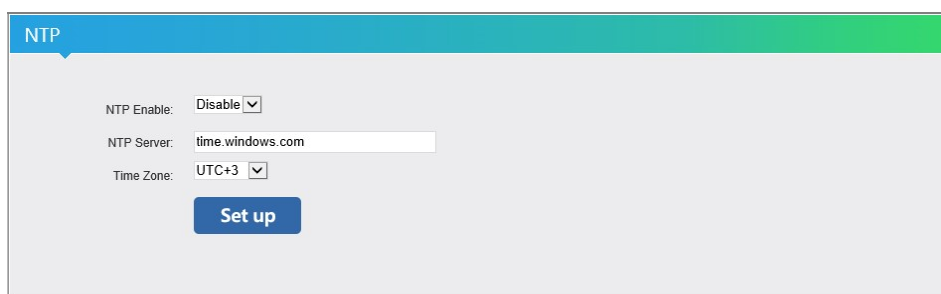 NTP
NTP Enable: Disable
NTP Server: time.windows.com
Time Zone: UTC+3
Set up